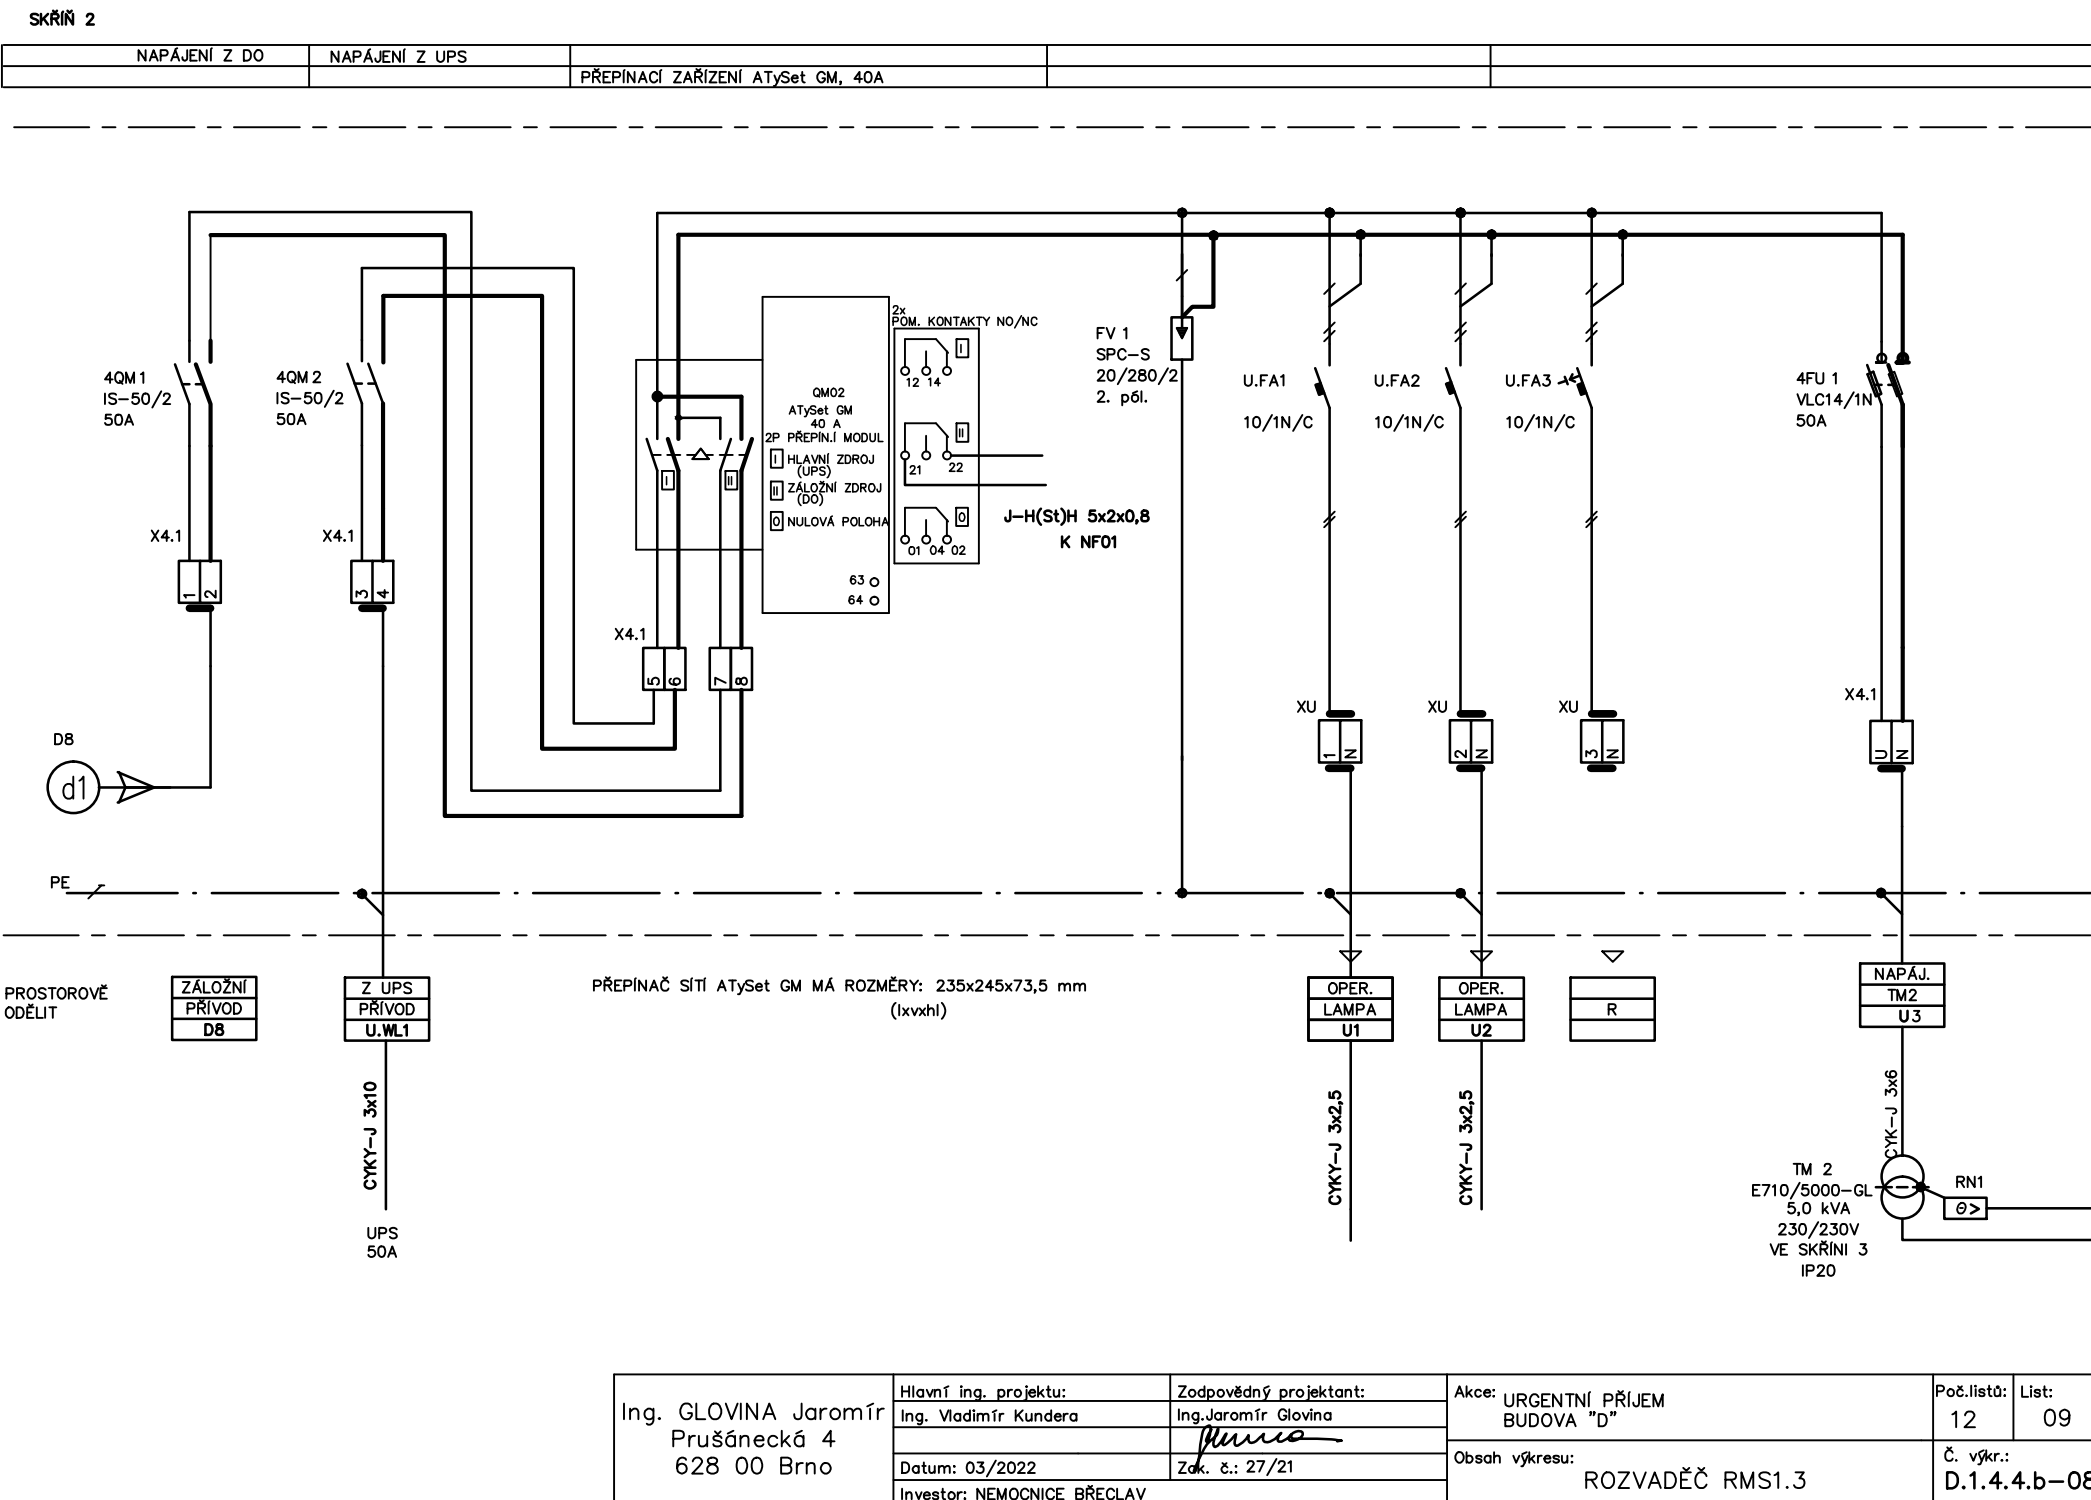 SKŘÍŇ 2
NAPÁJENÍ Z DO
NAPÁJENÍ Z UPS
PŘEPÍNACÍ ZAŘÍZENÍ ATySet GM, 40A
4QM1
IS-50/2
50A
4QM2
IS-50/2
50A
QM02
ATySet GM
40 A
2P PŘEPÍN.Í MODUL
I HLAVNÍ ZDROJ
(UPS)
II ZÁLOŽNÍ ZDROJ
(DO)
0 NULOVÁ POLOHA
63
64
2x
POM. KONTAKTY NO/NC
I
12 14
II
21 22
0
01 04 02
I
II
J-H(St)H 5x2x0,8
K NF01
FV 1
SPC-S
20/280/2
2. pól.
U.FA1
10/1N/C
U.FA2
10/1N/C
U.FA3
10/1N/C
4FU 1
VLC14/1N
50A
X4.1
1 2
X4.1
3 4
X4.1
5 6 7 8
XU
1 N
XU
2 N
XU
3 N
X4.1
U N
D8
d1
PE
PROSTOROVĚ
ODĚLIT
ZÁLOŽNÍ
PŘÍVOD
D8
Z UPS
PŘÍVOD
U.WL1
PŘEPÍNAČ SÍTÍ ATySet GM MÁ ROZMĚRY: 235x245x73,5 mm
(lxvxhl)
OPER.
LAMPA
U1
OPER.
LAMPA
U2
R
NAPÁJ.
TM2
U3
CYKY-J 3x10
UPS
50A
CYKY-J 3x2,5
CYKY-J 3x2,5
CYK-J 3x6
TM 2
E710/5000-GL
5,0 kVA
230/230V
VE SKŘÍNI 3
IP20
RN1
Θ>
Ing. GLOVINA Jaromír
Prušánecká 4
628 00 Brno
Hlavní ing. projektu:
Ing. Vladimír Kundera
Datum: 03/2022
Investor: NEMOCNICE BŘECLAV
Zodpovědný projektant:
Ing.Jaromír Glovina
Zak. č.: 27/21
Akce: URGENTNÍ PŘÍJEM
BUDOVA "D"
Obsah výkresu:
ROZVADĚČ RMS1.3
Poč.listů:
12
List:
09
Č. výkr.:
D.1.4.4.b-08